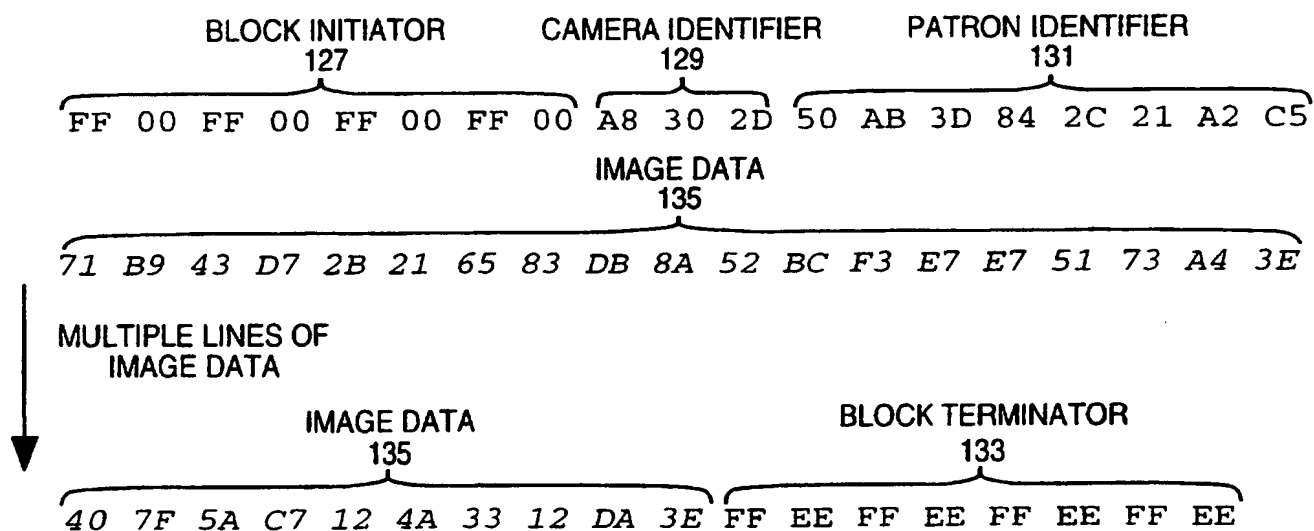 BLOCK INITIATOR CAMERA IDENTIFIER PATRON IDENTIFIER
127 129 131
FF 00 FF 00 FF 00 FF 00 A8 30 2D 50 AB 3D 84 2C 21 A2 C5
IMAGE DATA
135
71 B9 43 D7 2B 21 65 83 DB 8A 52 BC F3 E7 E7 51 73 A4 3E
MULTIPLE LINES OF
IMAGE DATA
IMAGE DATA BLOCK TERMINATOR
135 133
40 7F 5A C7 12 4A 33 12 DA 3E FF EE FF EE FF EE FF EE